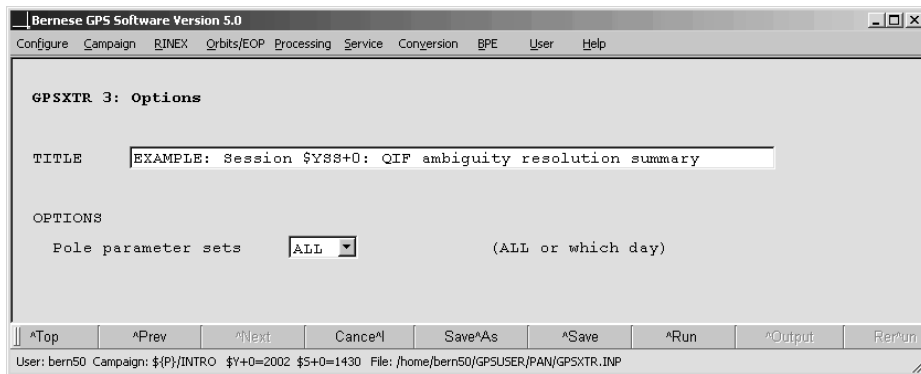 Bernese GPS Software Version 5.0
Configure Campaign RINEX Orbits/EOP Processing Service Conversion BPE User Help
GPSXTR 3: Options
TITLE EXAMPLE: Session $YSS+0: QIF ambiguity resolution summary
OPTIONS
Pole parameter sets ALL (ALL or which day)
^Top ^Prev ^Next Cance^l Save^As ^Save ^Run ^Output Rer^un
User: bern50 Campaign: ${P}/INTRO $Y+0=2002 $S+0=1430 File: /home/bern50/GPSUSER/PAN/GPSXTR.INP